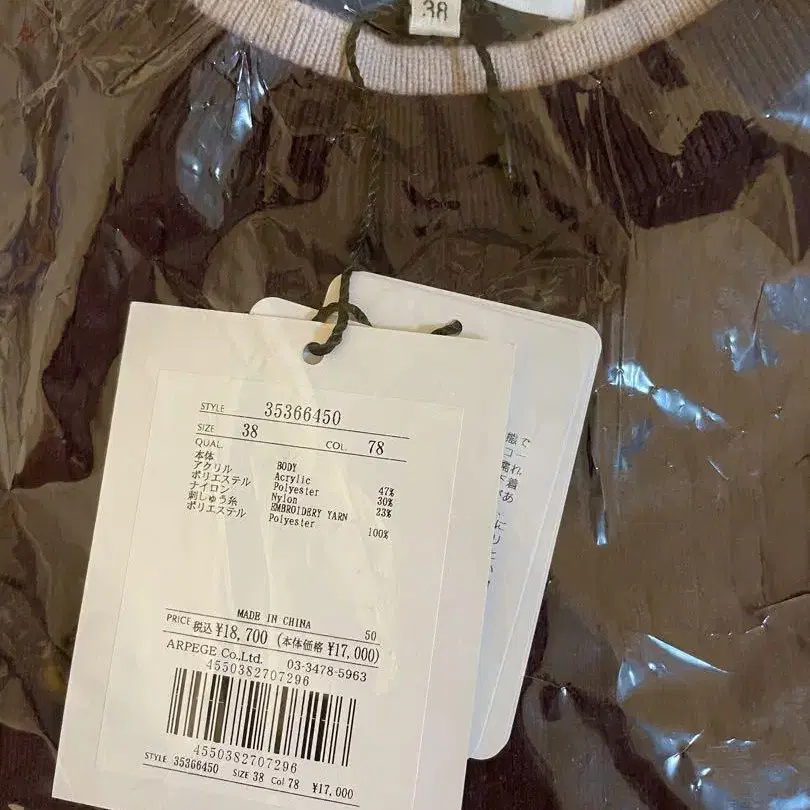 38
STYLE 35366450
SIZE 38 COL. 78
QUAL.
本体 BODY
アクリル Acrylic 47%
ポリエステル Polyester 30%
ナイロン Nylon 23%
刺しゅう糸 EMBROIDERY YARN
ポリエステル Polyester 100%
MADE IN CHINA 50
PRICE 税込 ¥18,700 (本体価格 ¥17,000)
ARPEGE Co.Ltd. 03-3478-5963
4550382707296
4550382707296
STYLE 35366450 SIZE 38 Col 78 ¥17,000